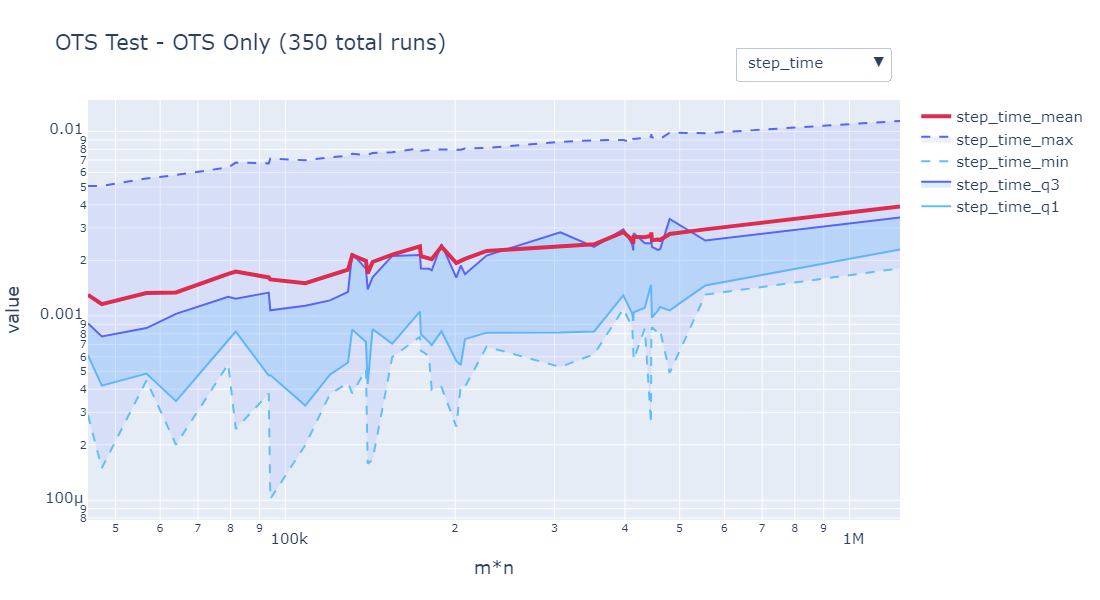 OTS Test - OTS Only (350 total runs)
step_time ▼
step_time_mean
step_time_max
step_time_min
step_time_q3
step_time_q1
value
0.01
9
8
7
6
5
4
3
2
0.001
9
8
7
6
5
4
3
2
100μ
9
8
5 6 7 8 9 100k 2 3 4 5 6 7 8 9 1M
m*n